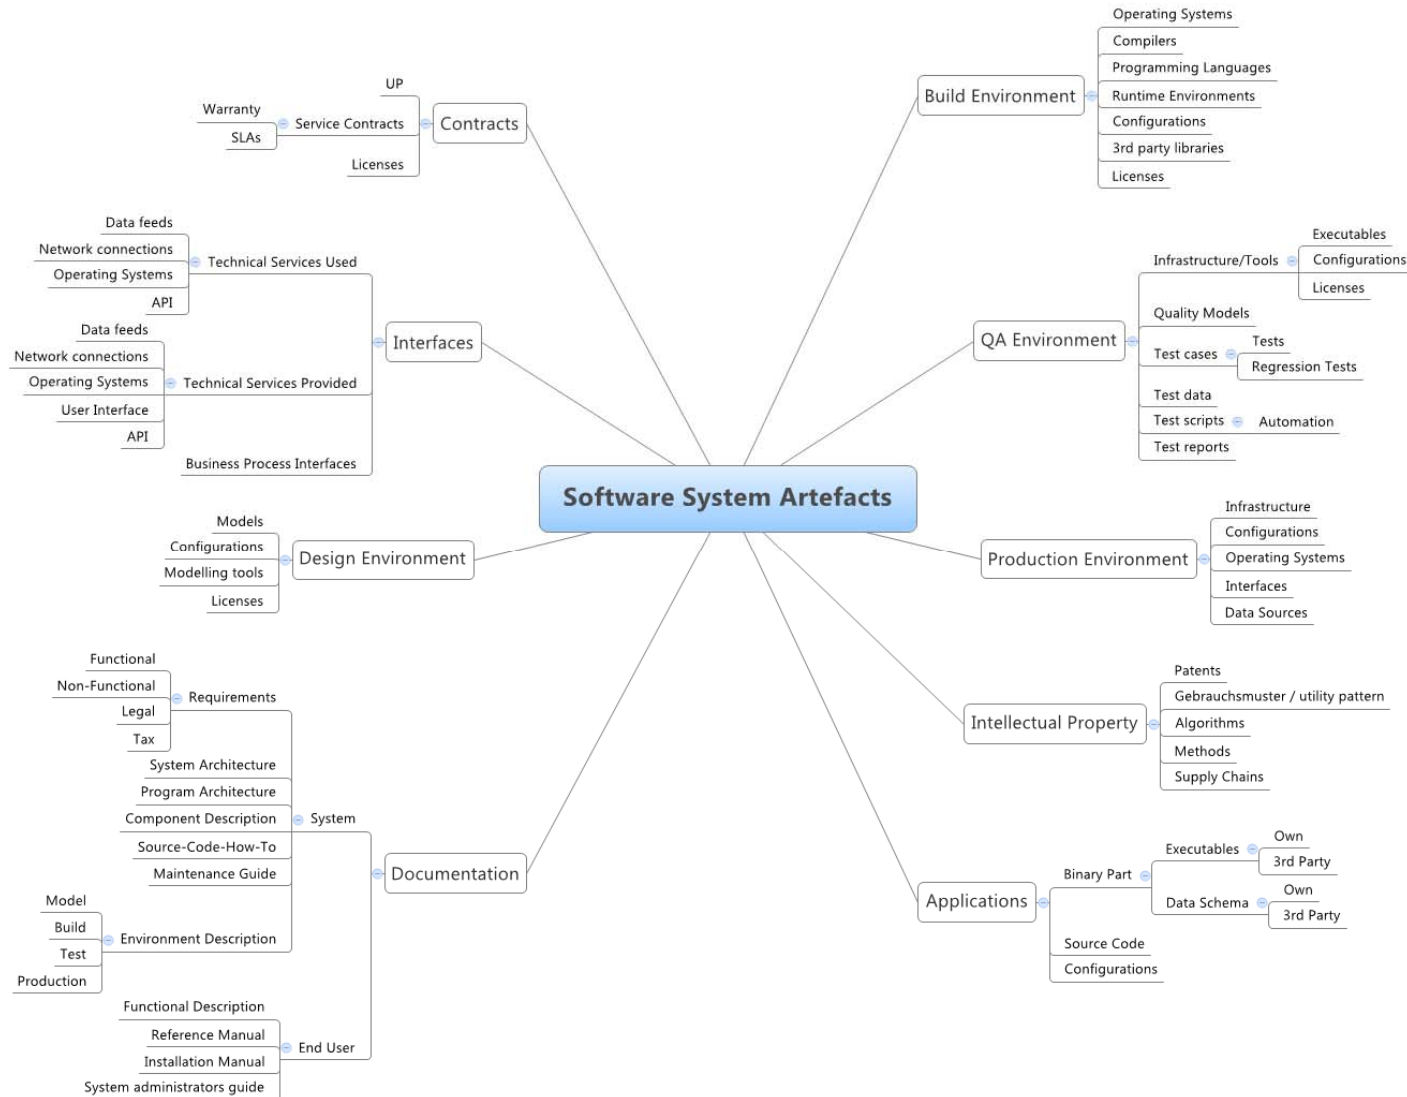 Software System Artefacts
Contracts
UP
Service Contracts
Warranty
SLAs
Licenses
Interfaces
Technical Services Used
Data feeds
Network connections
Operating Systems
API
Technical Services Provided
Data feeds
Network connections
Operating Systems
User Interface
API
Business Process Interfaces
Design Environment
Models
Configurations
Modelling tools
Licenses
Documentation
System
Requirements
Functional
Non-Functional
Legal
Tax
System Architecture
Program Architecture
Component Description
Source-Code-How-To
Maintenance Guide
Environment Description
Model
Build
Test
Production
End User
Functional Description
Reference Manual
Installation Manual
System administrators guide
Build Environment
Operating Systems
Compilers
Programming Languages
Runtime Environments
Configurations
3rd party libraries
Licenses
QA Environment
Infrastructure/Tools
Executables
Configurations
Licenses
Quality Models
Test cases
Tests
Regression Tests
Test data
Test scripts
Automation
Test reports
Production Environment
Infrastructure
Configurations
Operating Systems
Interfaces
Data Sources
Intellectual Property
Patents
Gebrauchsmuster / utility pattern
Algorithms
Methods
Supply Chains
Applications
Binary Part
Executables
Own
3rd Party
Data Schema
Own
3rd Party
Source Code
Configurations